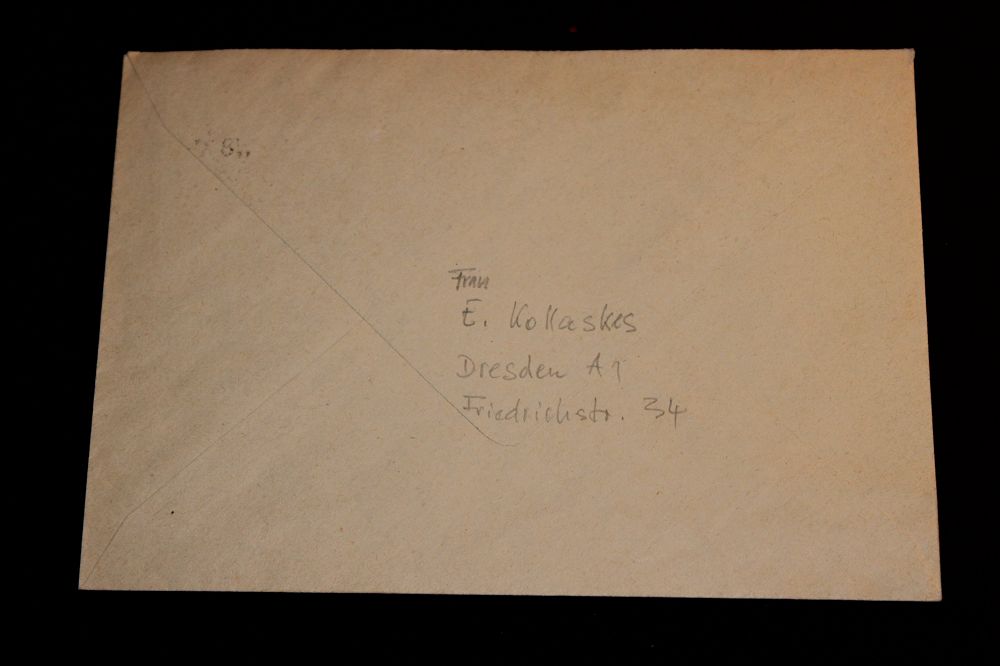 Frau
E. Kollaskes
Dresden A1
Friedrichstr. 34